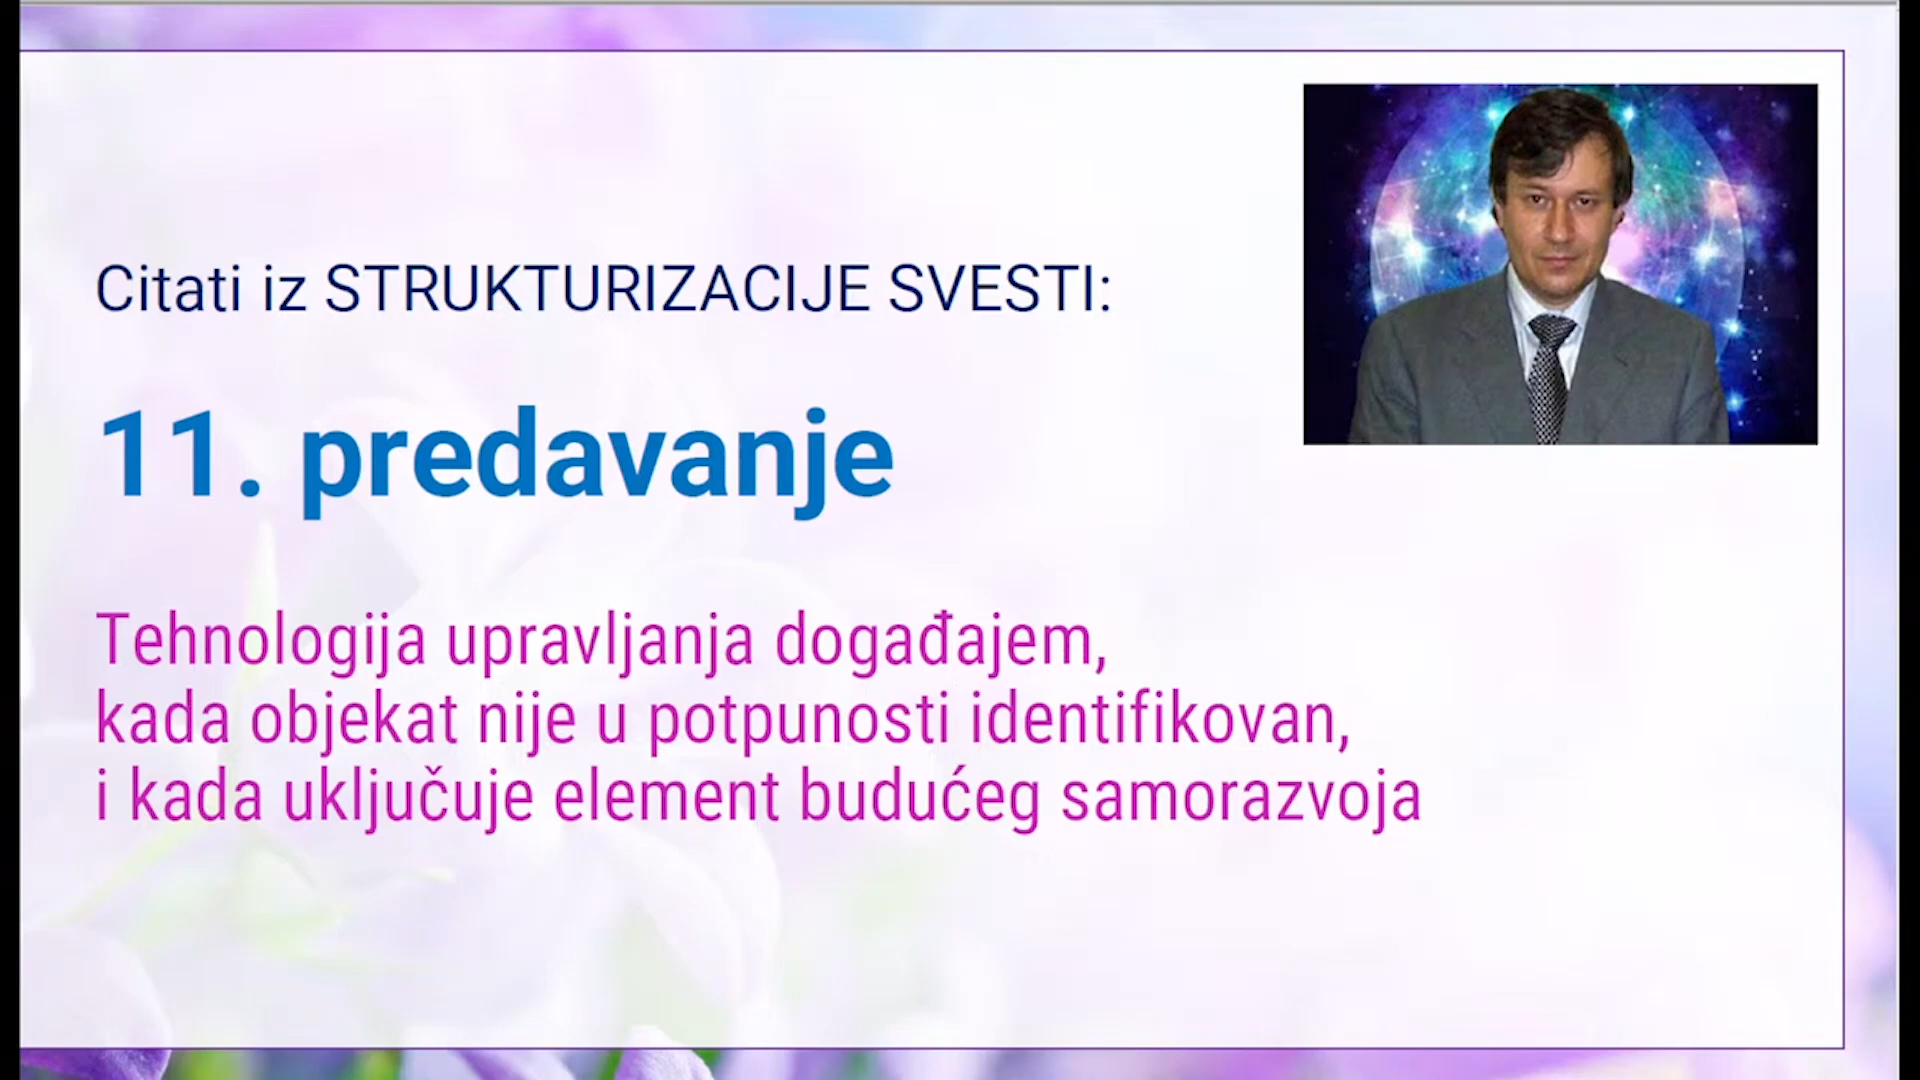 Citati iz STRUKTURIZACIJE SVESTI:
11. predavanje
Tehnologija upravljanja događajem,
kada objekat nije u potpunosti identifikovan,
i kada uključuje element budućeg samorazvoja